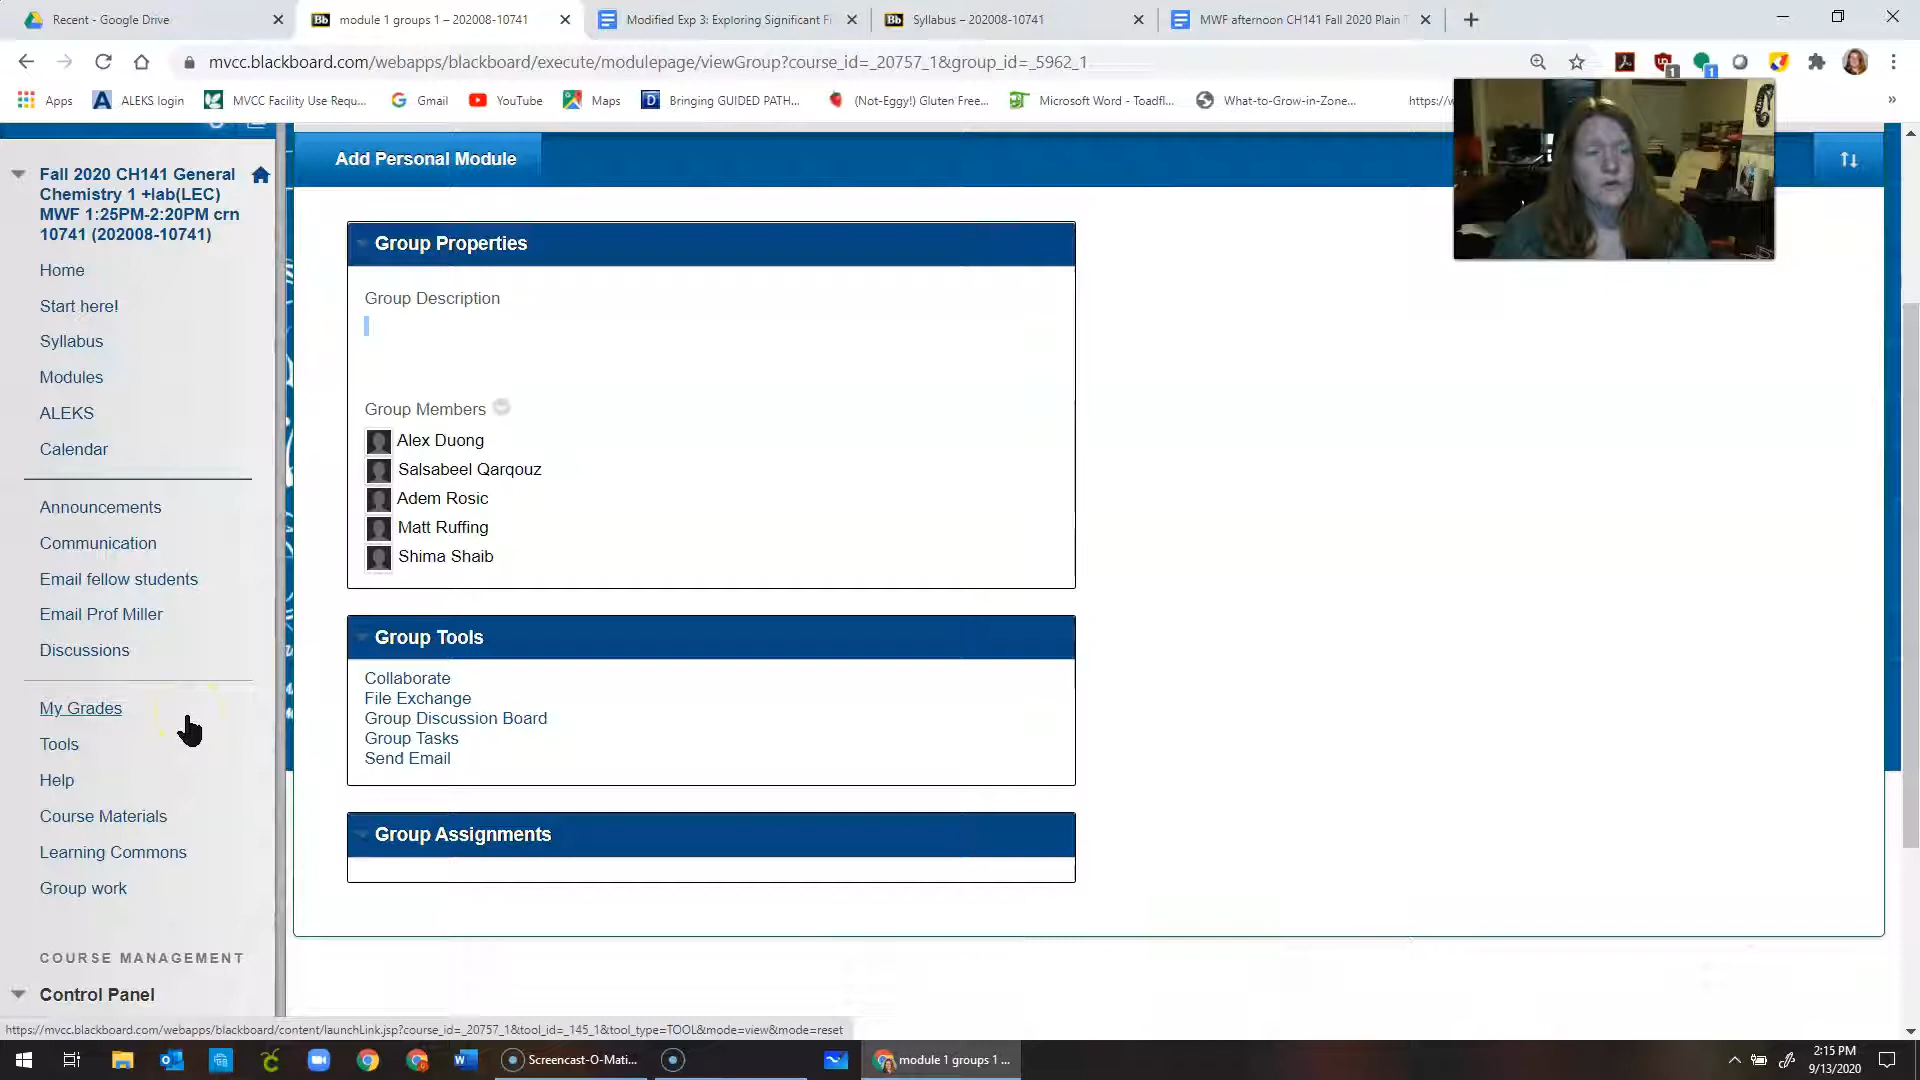 Recent - Google Drive
module 1 groups 1 – 202008-10741
Modified Exp 3: Exploring Significant Fi
Syllabus – 202008-10741
MWF afternoon CH141 Fall 2020 Plain T
mvcc.blackboard.com/webapps/blackboard/execute/modulepage/viewGroup?course_id=_20757_1&group_id=_5962_1
Apps
ALEKS login
MVCC Facility Use Requ...
Gmail
YouTube
Maps
Bringing GUIDED PATH...
(Not-Eggy!) Gluten Free...
Microsoft Word - Toadfl...
What-to-Grow-in-Zone...
Fall 2020 CH141 General
Chemistry 1 +lab(LEC)
MWF 1:25PM-2:20PM crn
10741 (202008-10741)
Home
Start here!
Syllabus
Modules
ALEKS
Calendar
Announcements
Communication
Email fellow students
Email Prof Miller
Discussions
My Grades
Tools
Help
Course Materials
Learning Commons
Group work
COURSE MANAGEMENT
Control Panel
Add Personal Module
Group Properties
Group Description
Group Members
Alex Duong
Salsabeel Qarqouz
Adem Rosic
Matt Ruffing
Shima Shaib
Group Tools
Collaborate
File Exchange
Group Discussion Board
Group Tasks
Send Email
Group Assignments
https://mvcc.blackboard.com/webapps/blackboard/content/launchLink.jsp?course_id=_20757_1&tool_id=_145_1&tool_type=TOOL&mode=view&mode=reset
Screencast-O-Mati...
module 1 groups 1 ...
2:15 PM
9/13/2020